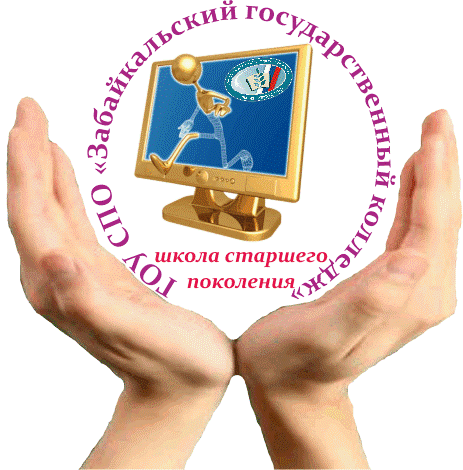 ГОУ СПО «Забайкальский государственный колледж»
школа старшего
поколения